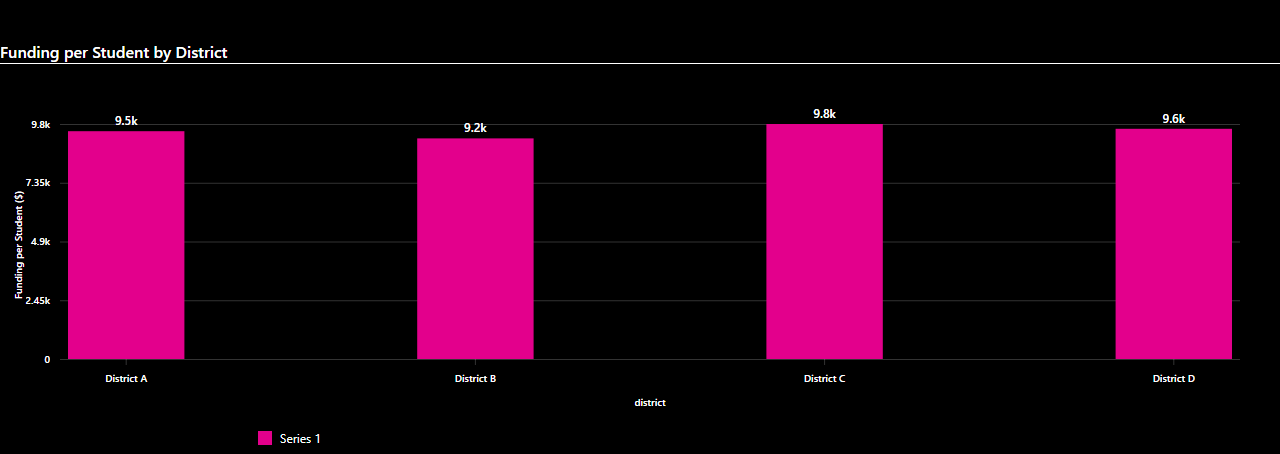 Funding per Student by District
9.5k
9.2k
9.8k
9.6k
9.8k
7.35k
4.9k
2.45k
0
Funding per Student ($)
District A
District B
District C
District D
district
Series 1